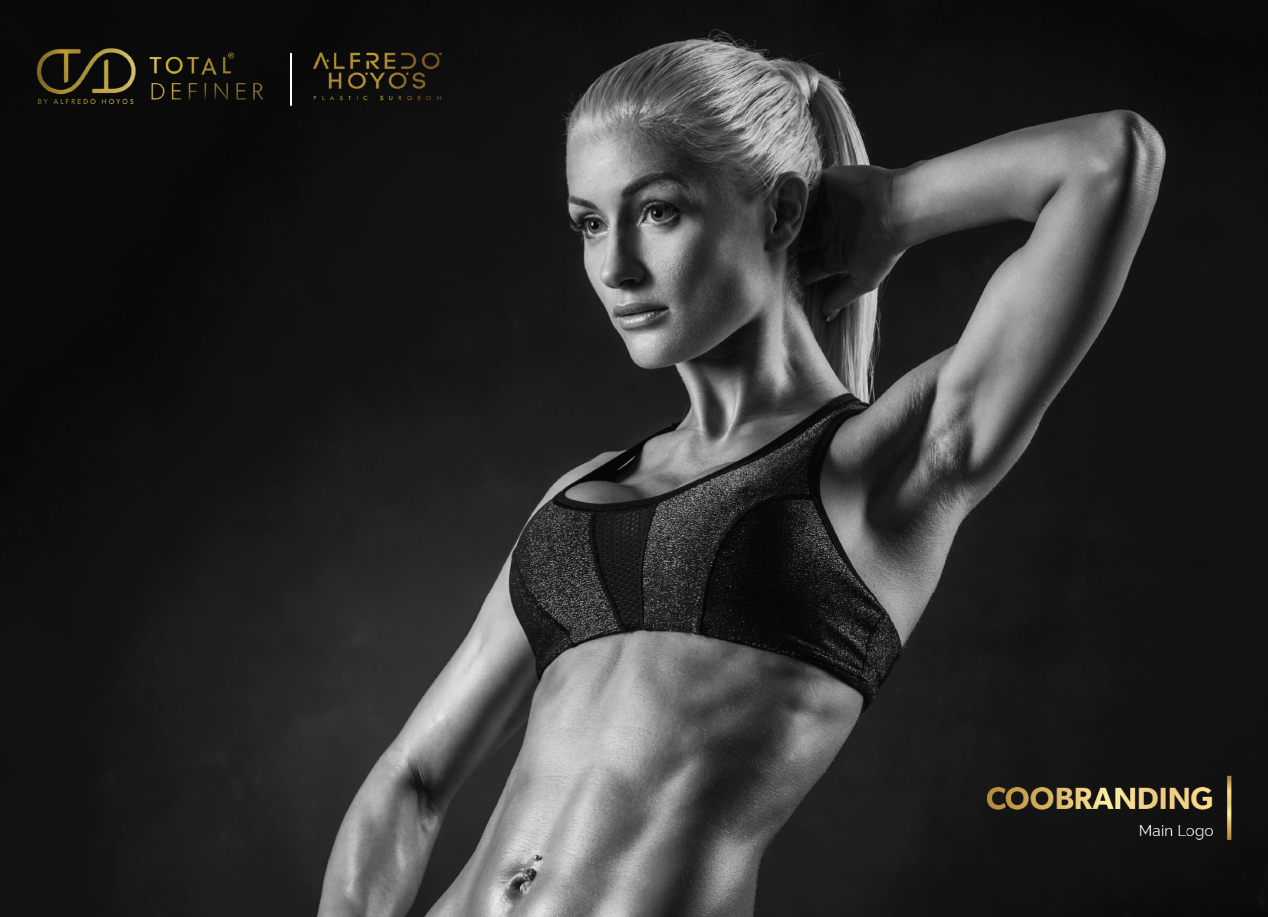 TOTAL®
DEFINER
BY ALFREDO HOYOS
ALFREDO
HOYOS
PLASTIC SURGEON
COOBRANDING
Main Logo